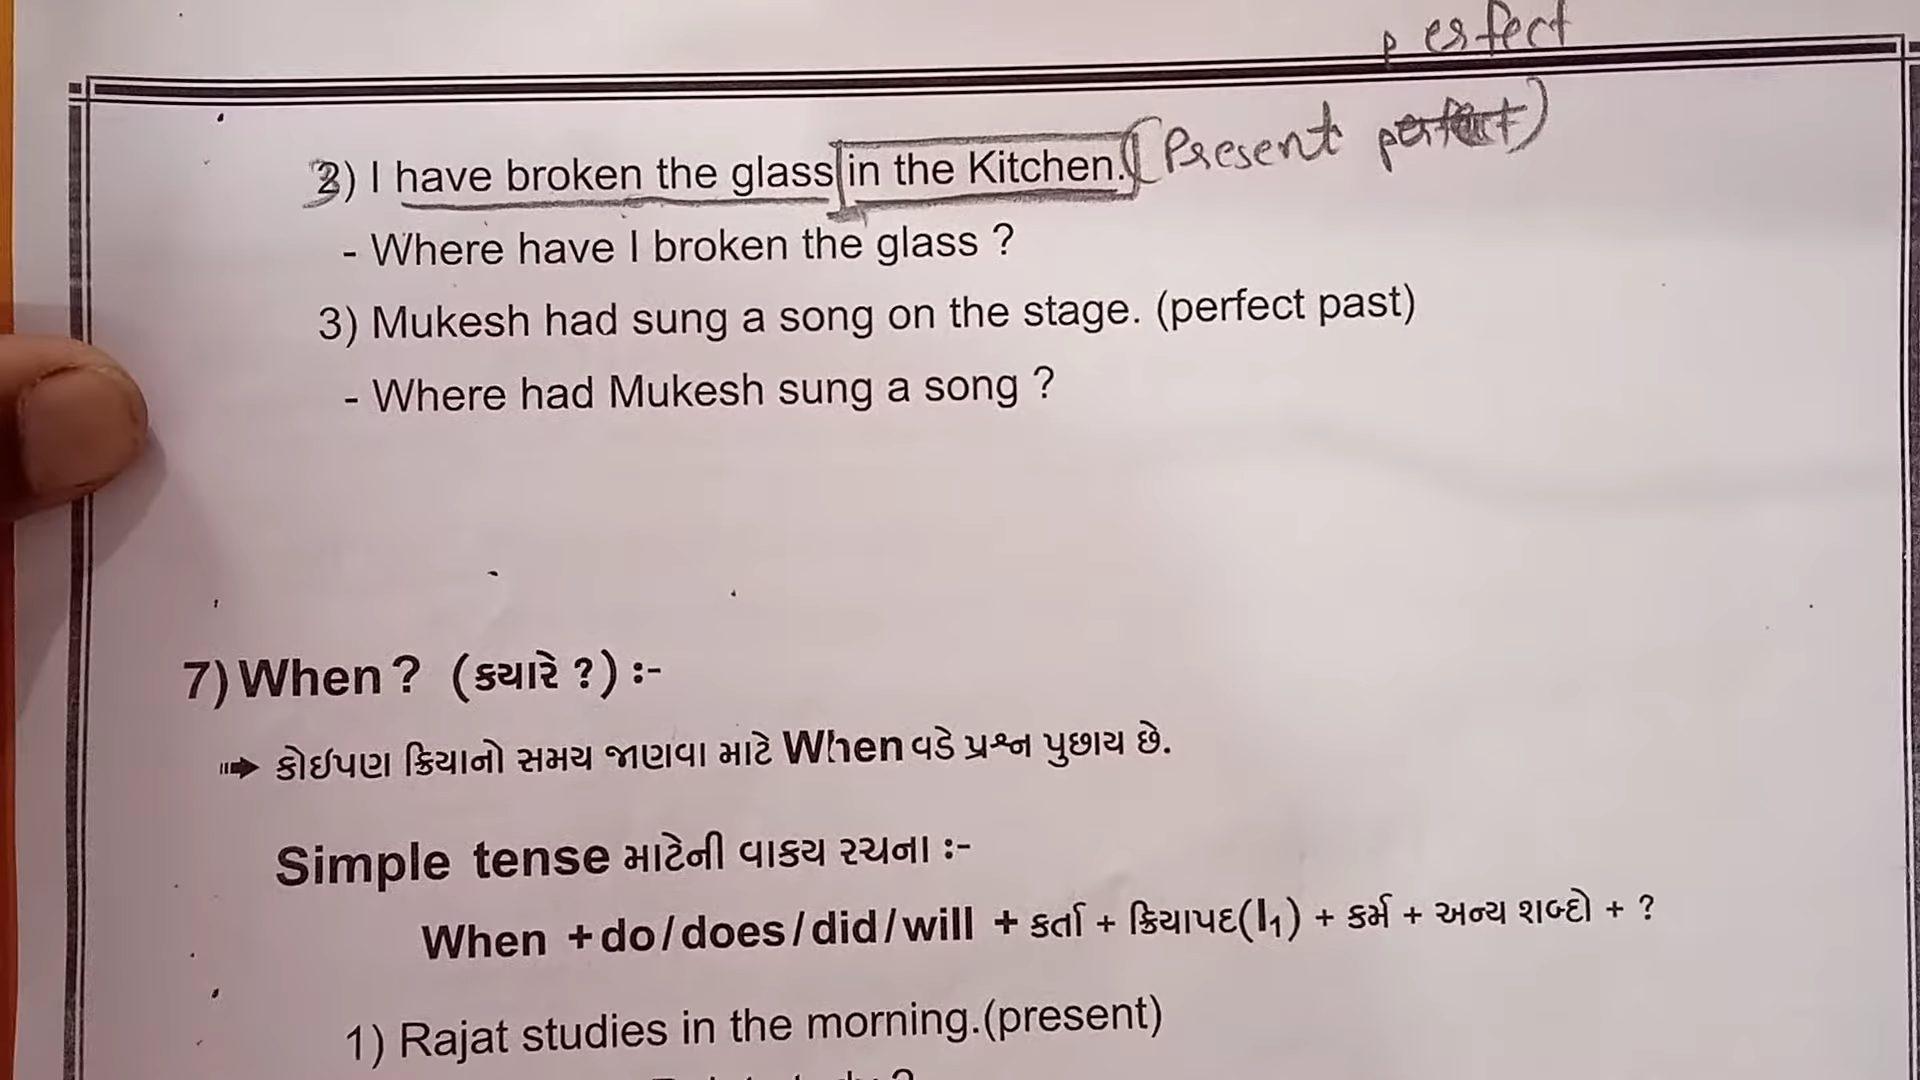 perfect
2) I have broken the glass in the Kitchen. (Present perfect)
- Where have I broken the glass ?
3) Mukesh had sung a song on the stage. (perfect past)
- Where had Mukesh sung a song ?
7) When ? (ક્યારે ?) :-
➠ કોઈપણ ક્રિયાનો સમય જાણવા માટે When વડે પ્રશ્ન પુછાય છે.
Simple tense માટેની વાક્ય રચના :-
When + do / does / did / will + કર્તા + ક્રિયાપદ(I₁) + કર્મ + અન્ય શબ્દો + ?
1) Rajat studies in the morning.(present)